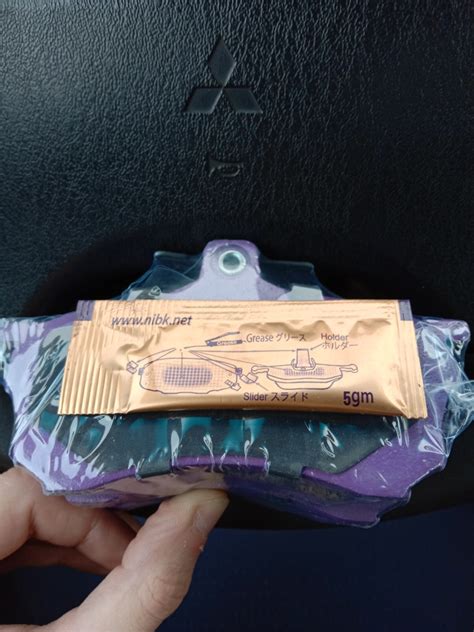 www.nibk.net
Grease グリース
Holder
ホルダー
Slider スライド
5gm